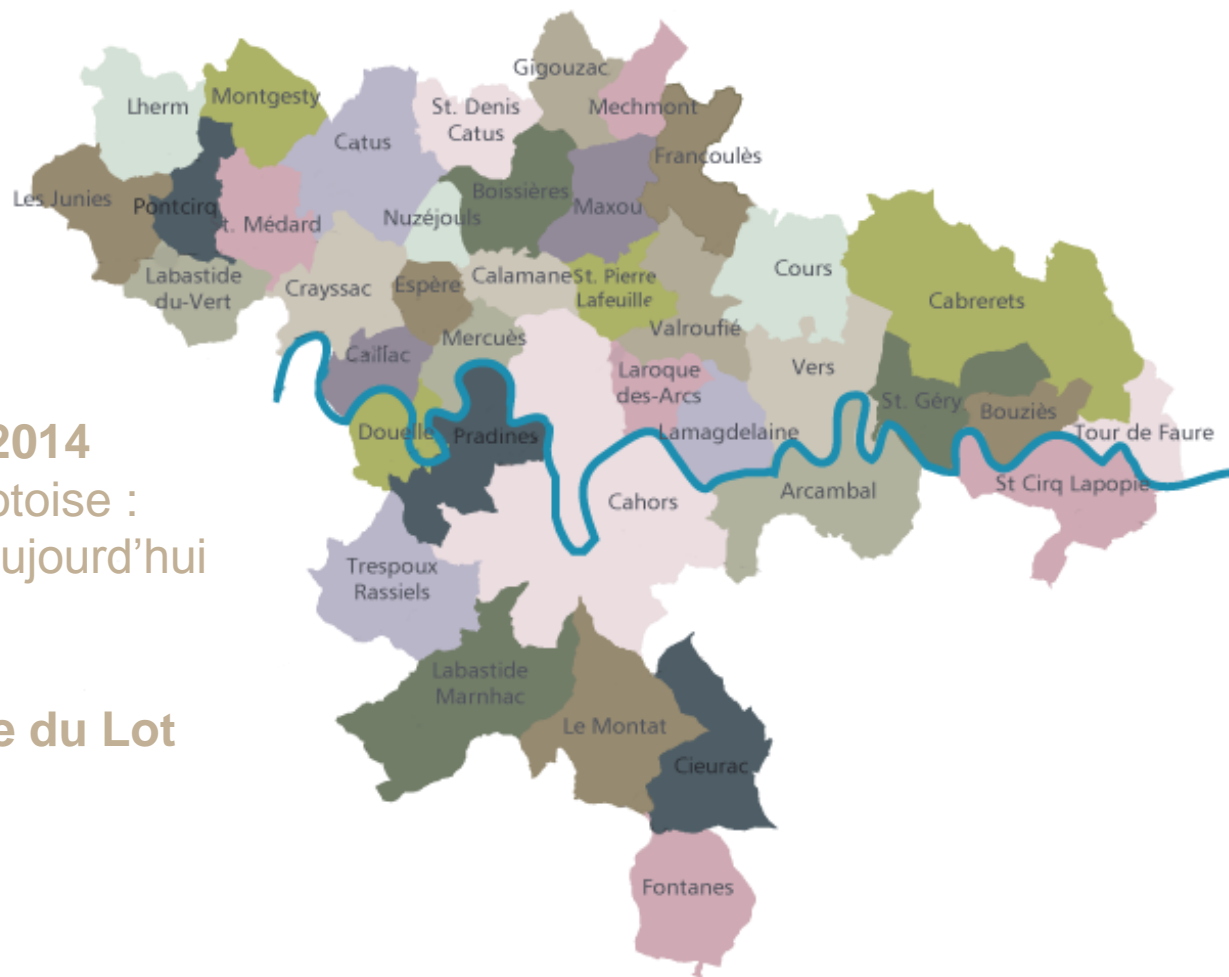 Gigouzac
Lherm
Montgesty
St. Denis
Catus
Mechmont
Catus
Francoulès
Les Junies
Pontcirq
t. Médard
Nuzéjouls
Boissières
Maxou
Labastide
du-Vert
Crayssac
Espère
Calamane
St. Pierre
Lafeuille
Cours
Cabrerets
Valroufié
Mercuès
Caillac
Laroque
des-Arcs
Vers
St. Géry
Bouziès
Douelle
Pradines
Lamagdelaine
Tour de Faure
2014
St Cirq Lapopie
Arcambal
Cahors
otoise :
ujourd'hui
Trespoux
Rassiels
Labastide
Marnhac
Le Montat
e du Lot
Cieurac
Fontanes